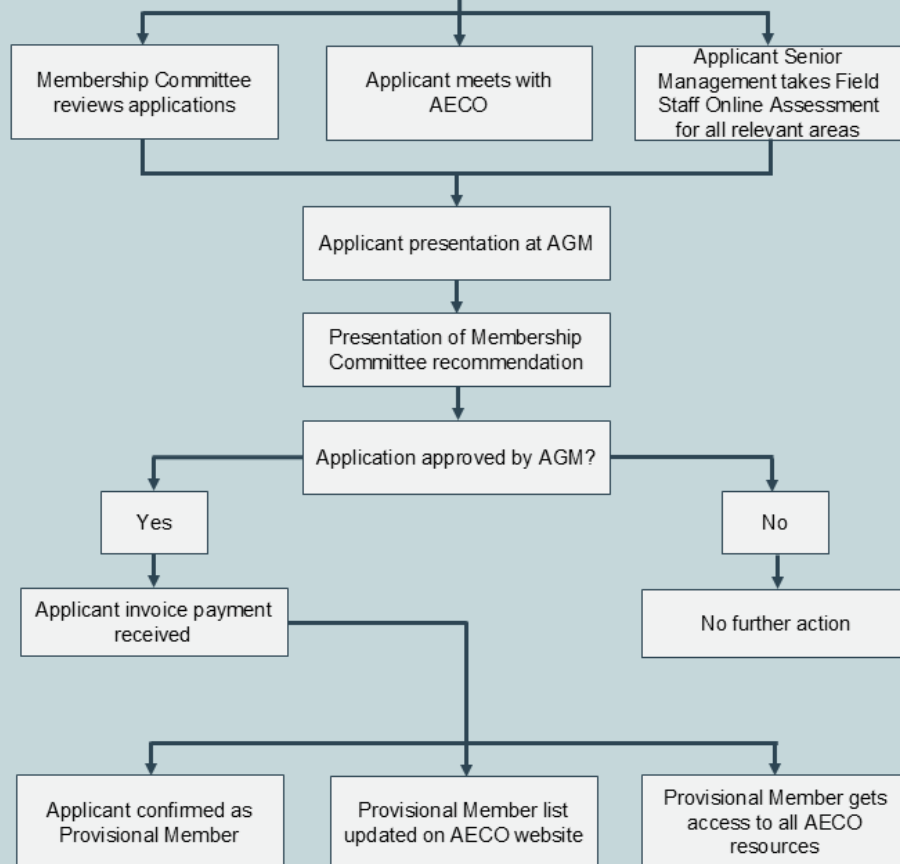 Membership Committee
reviews applications
Applicant meets with
AECO
Applicant Senior
Management takes Field
Staff Online Assessment
for all relevant areas
Applicant presentation at AGM
Presentation of Membership
Committee recommendation
Application approved by AGM?
Yes
No
Applicant invoice payment
received
No further action
Applicant confirmed as
Provisional Member
Provisional Member list
updated on AECO website
Provisional Member gets
access to all AECO
resources